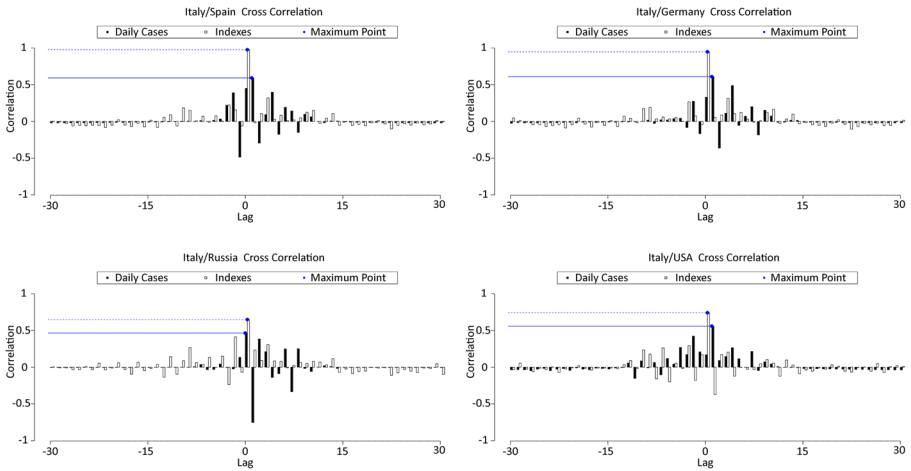 Italy/Spain Cross Correlation
Daily Cases Indexes Maximum Point
1
0.5
0
-0.5
-1
Correlation
-30 -15 0 15 30
Lag
Italy/Germany Cross Correlation
Daily Cases Indexes Maximum Point
1
0.5
0
-0.5
-1
Correlation
-30 -15 0 15 30
Lag
Italy/Russia Cross Correlation
Daily Cases Indexes Maximum Point
1
0.5
0
-0.5
-1
Correlation
-30 -15 0 15 30
Lag
Italy/USA Cross Correlation
Daily Cases Indexes Maximum Point
1
0.5
0
-0.5
-1
Correlation
-30 -15 0 15 30
Lag